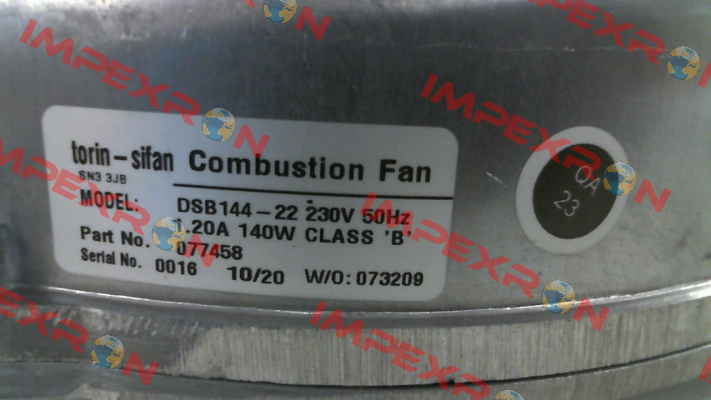 torin-sifan Combustion Fan
SN3 3JB
MODEL: DSB144-22 230V 50Hz
1.20A 140W CLASS 'B'
Part No. 077458
Serial No. 0016 10/20 W/O: 073209
QA
23
IMPEXRON
IMPEXRON
IMPEXRON
IMPEXRON
IMPEXRON
IMPEXRON